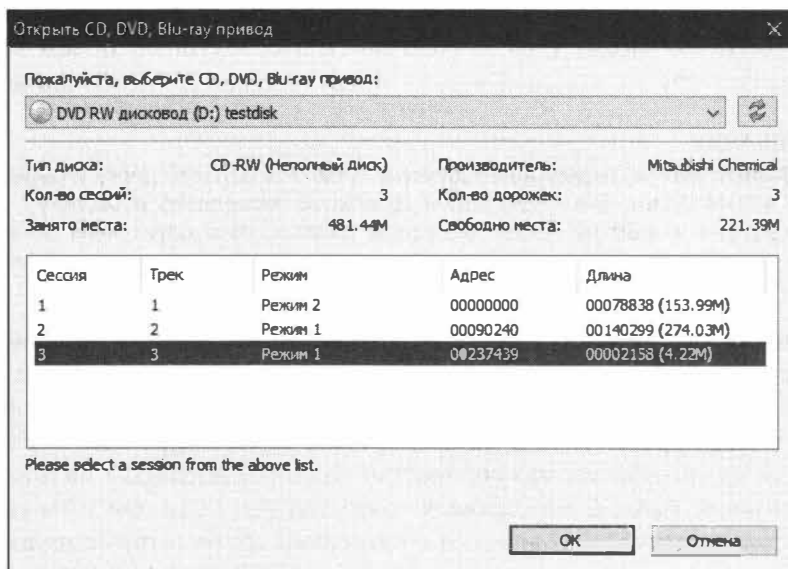 Открыть CD, DVD, Blu-ray привод
Пожалуйста, выберите CD, DVD, Blu-ray привод:
DVD RW дисковод (D:) testdisk
Тип диска: CD-RW (Неполный диск) Производитель: Mitsubishi Chemical
Кол-во сессий: 3 Кол-во дорожек: 3
Занято места: 481.44M Свободно места: 221.39M
Сессия Трек Режим Адрес Длина
1 1 Режим 2 00000000 00078838 (153.99M)
2 2 Режим 1 00090240 00140299 (274.03M)
3 3 Режим 1 00237439 00002158 (4.22M)
Please select a session from the above list.
OK Отмена